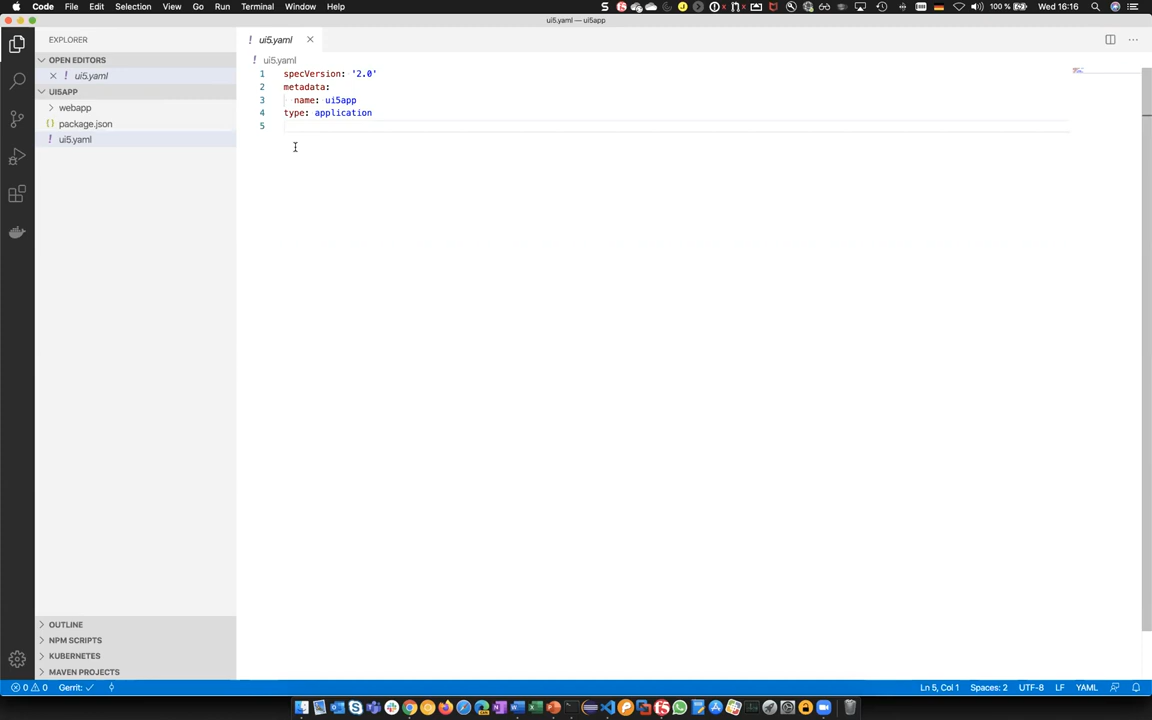 Code File Edit Selection View Go Run Terminal Window Help 100 % Wed 16:16
ui5.yaml — ui5app
EXPLORER
ui5.yaml
OPEN EDITORS
ui5.yaml
UI5APP
webapp
package.json
ui5.yaml
ui5.yaml
1 specVersion: '2.0'
2 metadata:
3 name: ui5app
4 type: application
5
OUTLINE
NPM SCRIPTS
KUBERNETES
MAVEN PROJECTS
0 0 Gerrit: Ln 5, Col 1 Spaces: 2 UTF-8 LF YAML